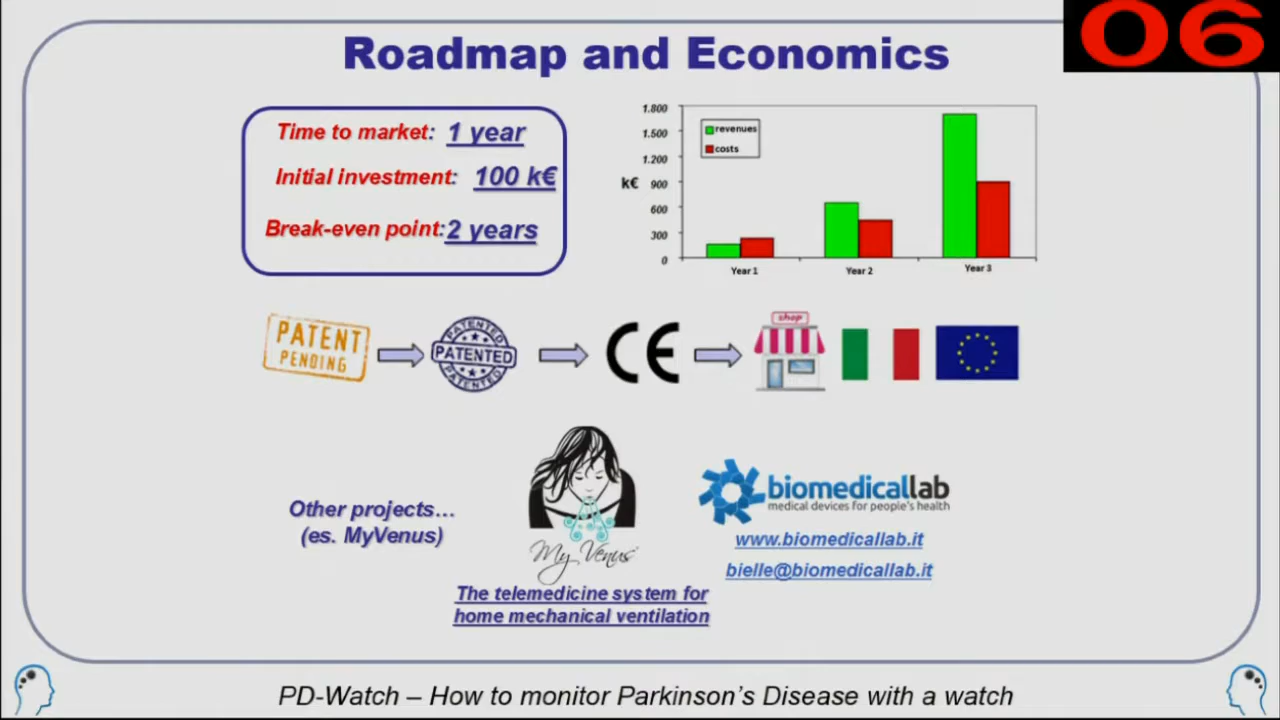 06
Roadmap and Economics
Time to market: 1 year
Initial investment: 100 k€
Break-even point: 2 years
1.800
1.500
1.200
900
600
300
0
k€
revenues
costs
Year 1
Year 2
Year 3
PATENT
PENDING
PATENTED
PATENTED
PATENTED
CE
shop
Other projects...
(es. MyVenus)
My Venus
The telemedicine system for
home mechanical ventilation
biomedicallab
medical devices for people's health
www.biomedicallab.it
bielle@biomedicallab.it
PD-Watch – How to monitor Parkinson's Disease with a watch